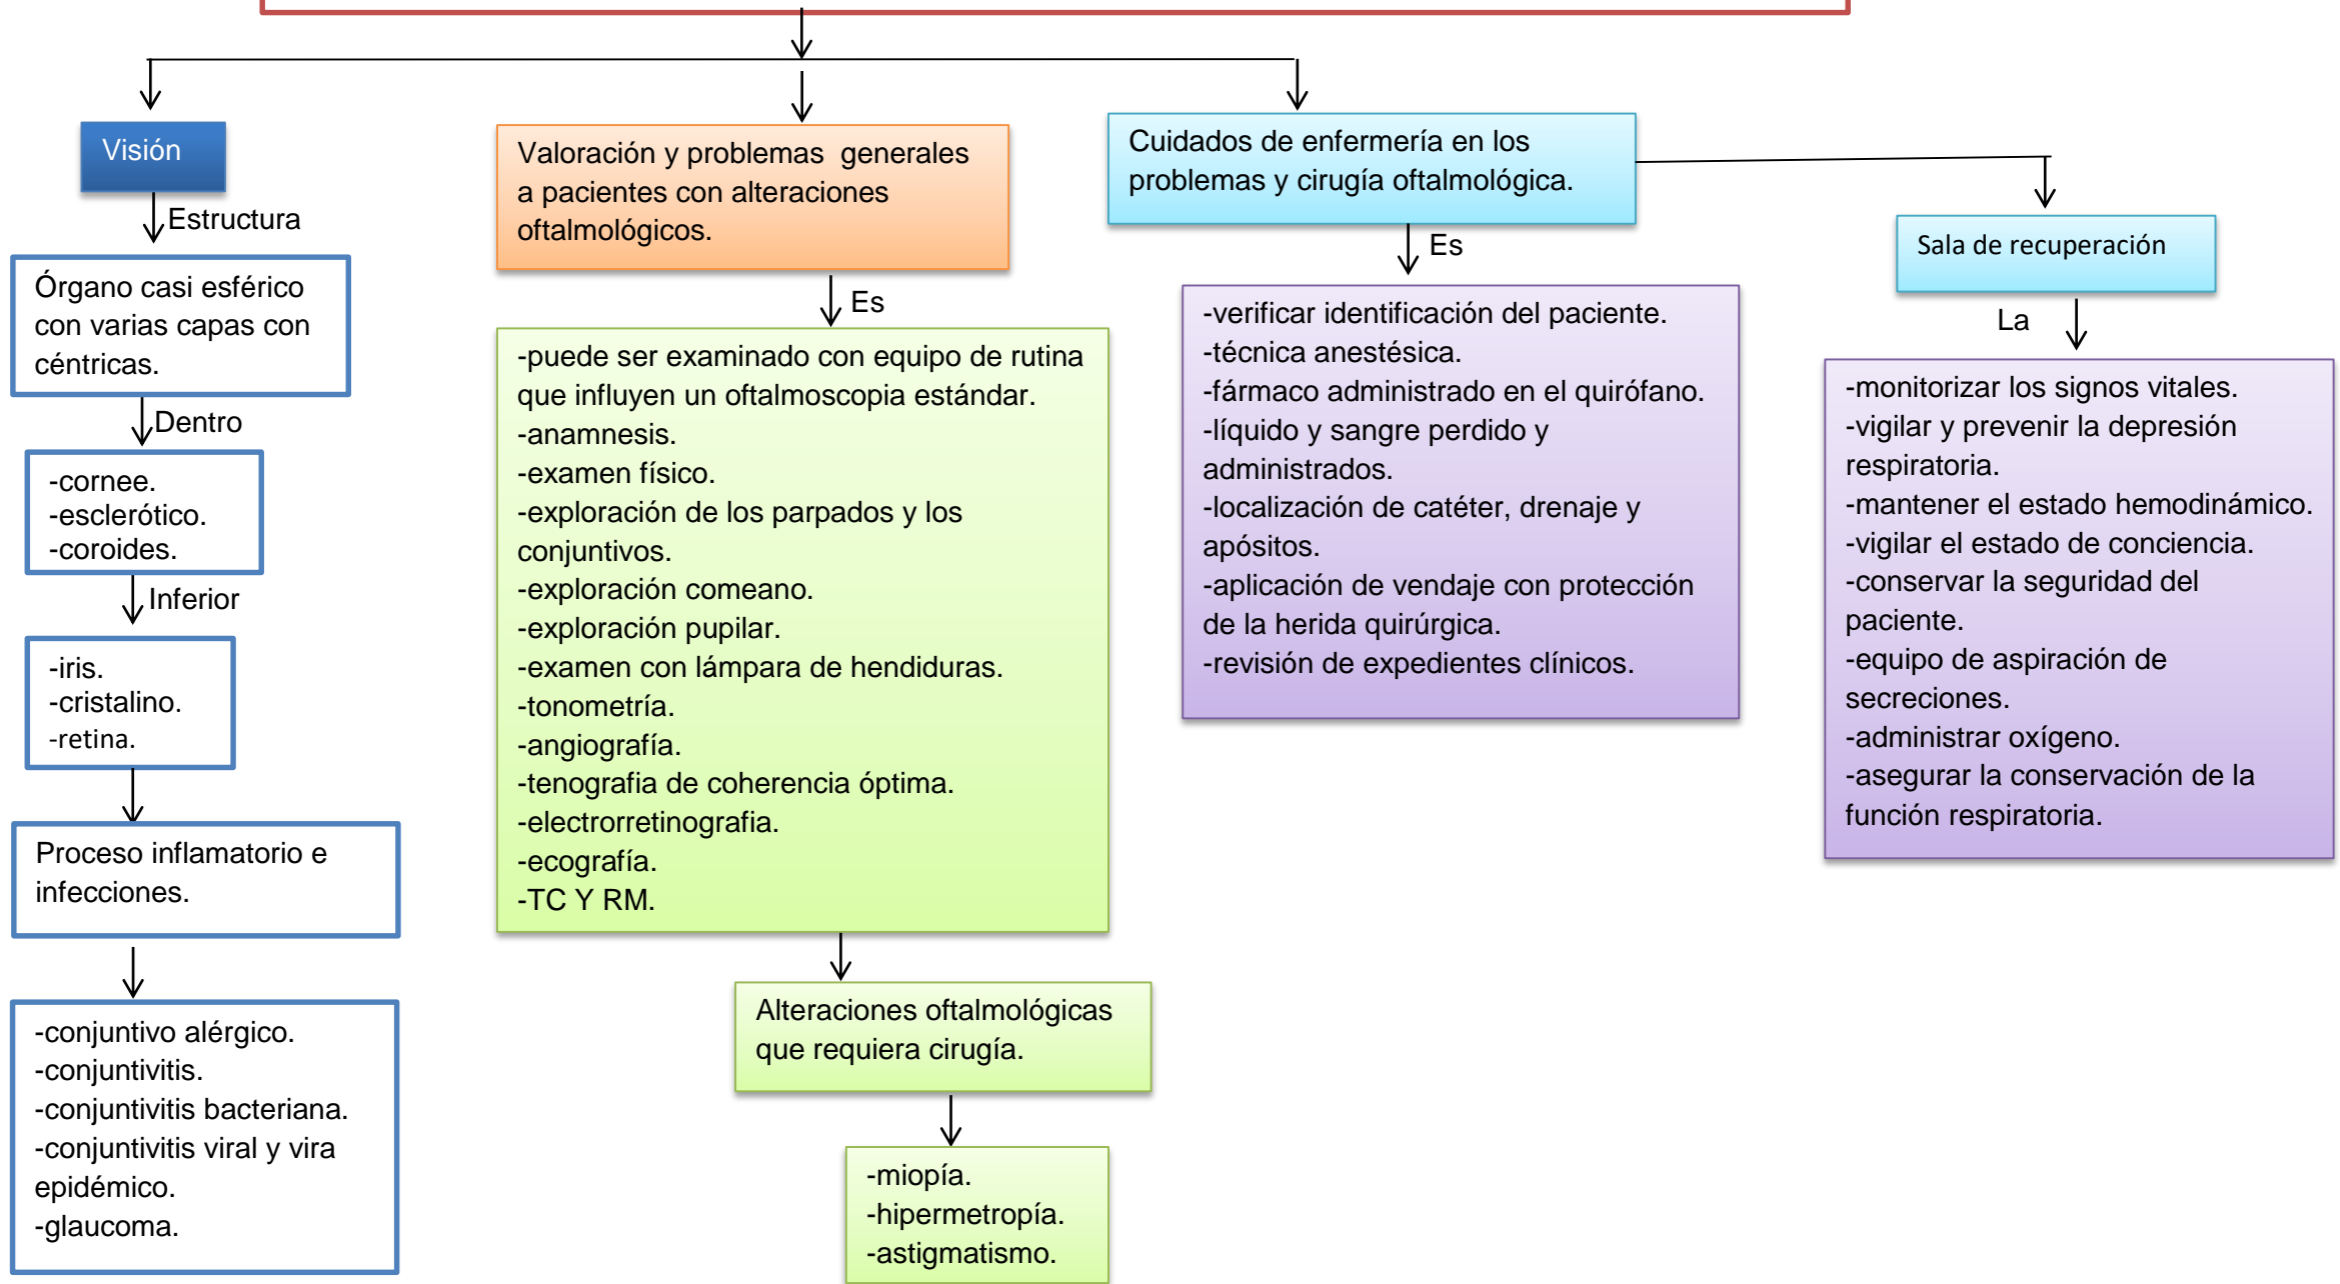 Visión
Estructura
Órgano casi esférico
con varias capas con
céntricas.
Dentro
-cornee.
-esclerótico.
-coroides.
Inferior
-iris.
-cristalino.
-retina.
Proceso inflamatorio e
infecciones.
-conjuntivo alérgico.
-conjuntivitis.
-conjuntivitis bacteriana.
-conjuntivitis viral y vira
epidémico.
-glaucoma.
Valoración y problemas generales
a pacientes con alteraciones
oftalmológicos.
Es
-puede ser examinado con equipo de rutina
que influyen un oftalmoscopia estándar.
-anamnesis.
-examen físico.
-exploración de los parpados y los
conjuntivos.
-exploración comeano.
-exploración pupilar.
-examen con lámpara de hendiduras.
-tonometría.
-angiografía.
-tenografia de coherencia óptima.
-electrorretinografia.
-ecografía.
-TC Y RM.
Alteraciones oftalmológicas
que requiera cirugía.
-miopía.
-hipermetropía.
-astigmatismo.
Cuidados de enfermería en los
problemas y cirugía oftalmológica.
Es
-verificar identificación del paciente.
-técnica anestésica.
-fármaco administrado en el quirófano.
-líquido y sangre perdido y
administrados.
-localización de catéter, drenaje y
apósitos.
-aplicación de vendaje con protección
de la herida quirúrgica.
-revisión de expedientes clínicos.
Sala de recuperación
La
-monitorizar los signos vitales.
-vigilar y prevenir la depresión
respiratoria.
-mantener el estado hemodinámico.
-vigilar el estado de conciencia.
-conservar la seguridad del
paciente.
-equipo de aspiración de
secreciones.
-administrar oxígeno.
-asegurar la conservación de la
función respiratoria.